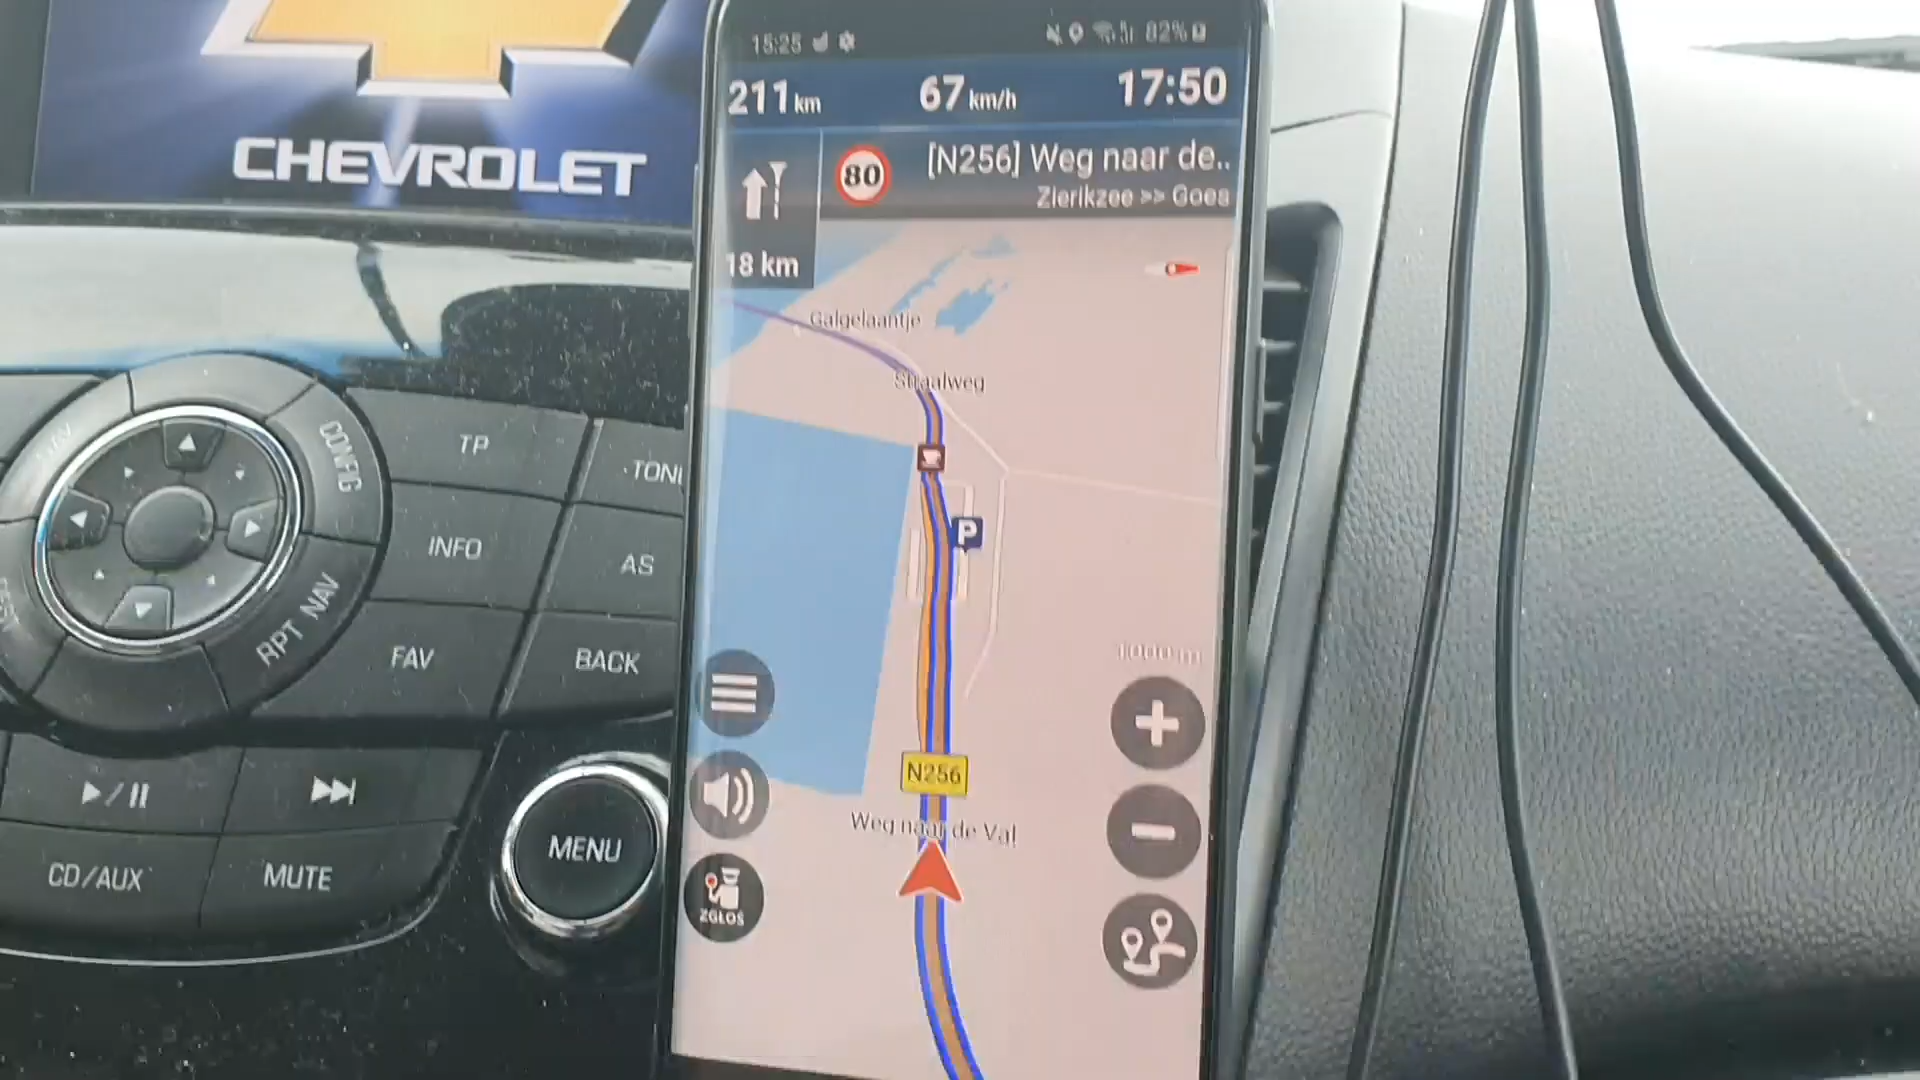 CHEVROLET
CONFIG
TP
INFO
AS
RPT NAV
FAV
BACK
CD/AUX
MUTE
MENU
15:25
82%
211 km
67 km/h
17:50
80
[N256] Weg naar de..
Zierikzee >> Goes
18 km
Galgelaantje
Straalweg
P
1000 m
N256
Weg naar de Val
ZGŁOŚ